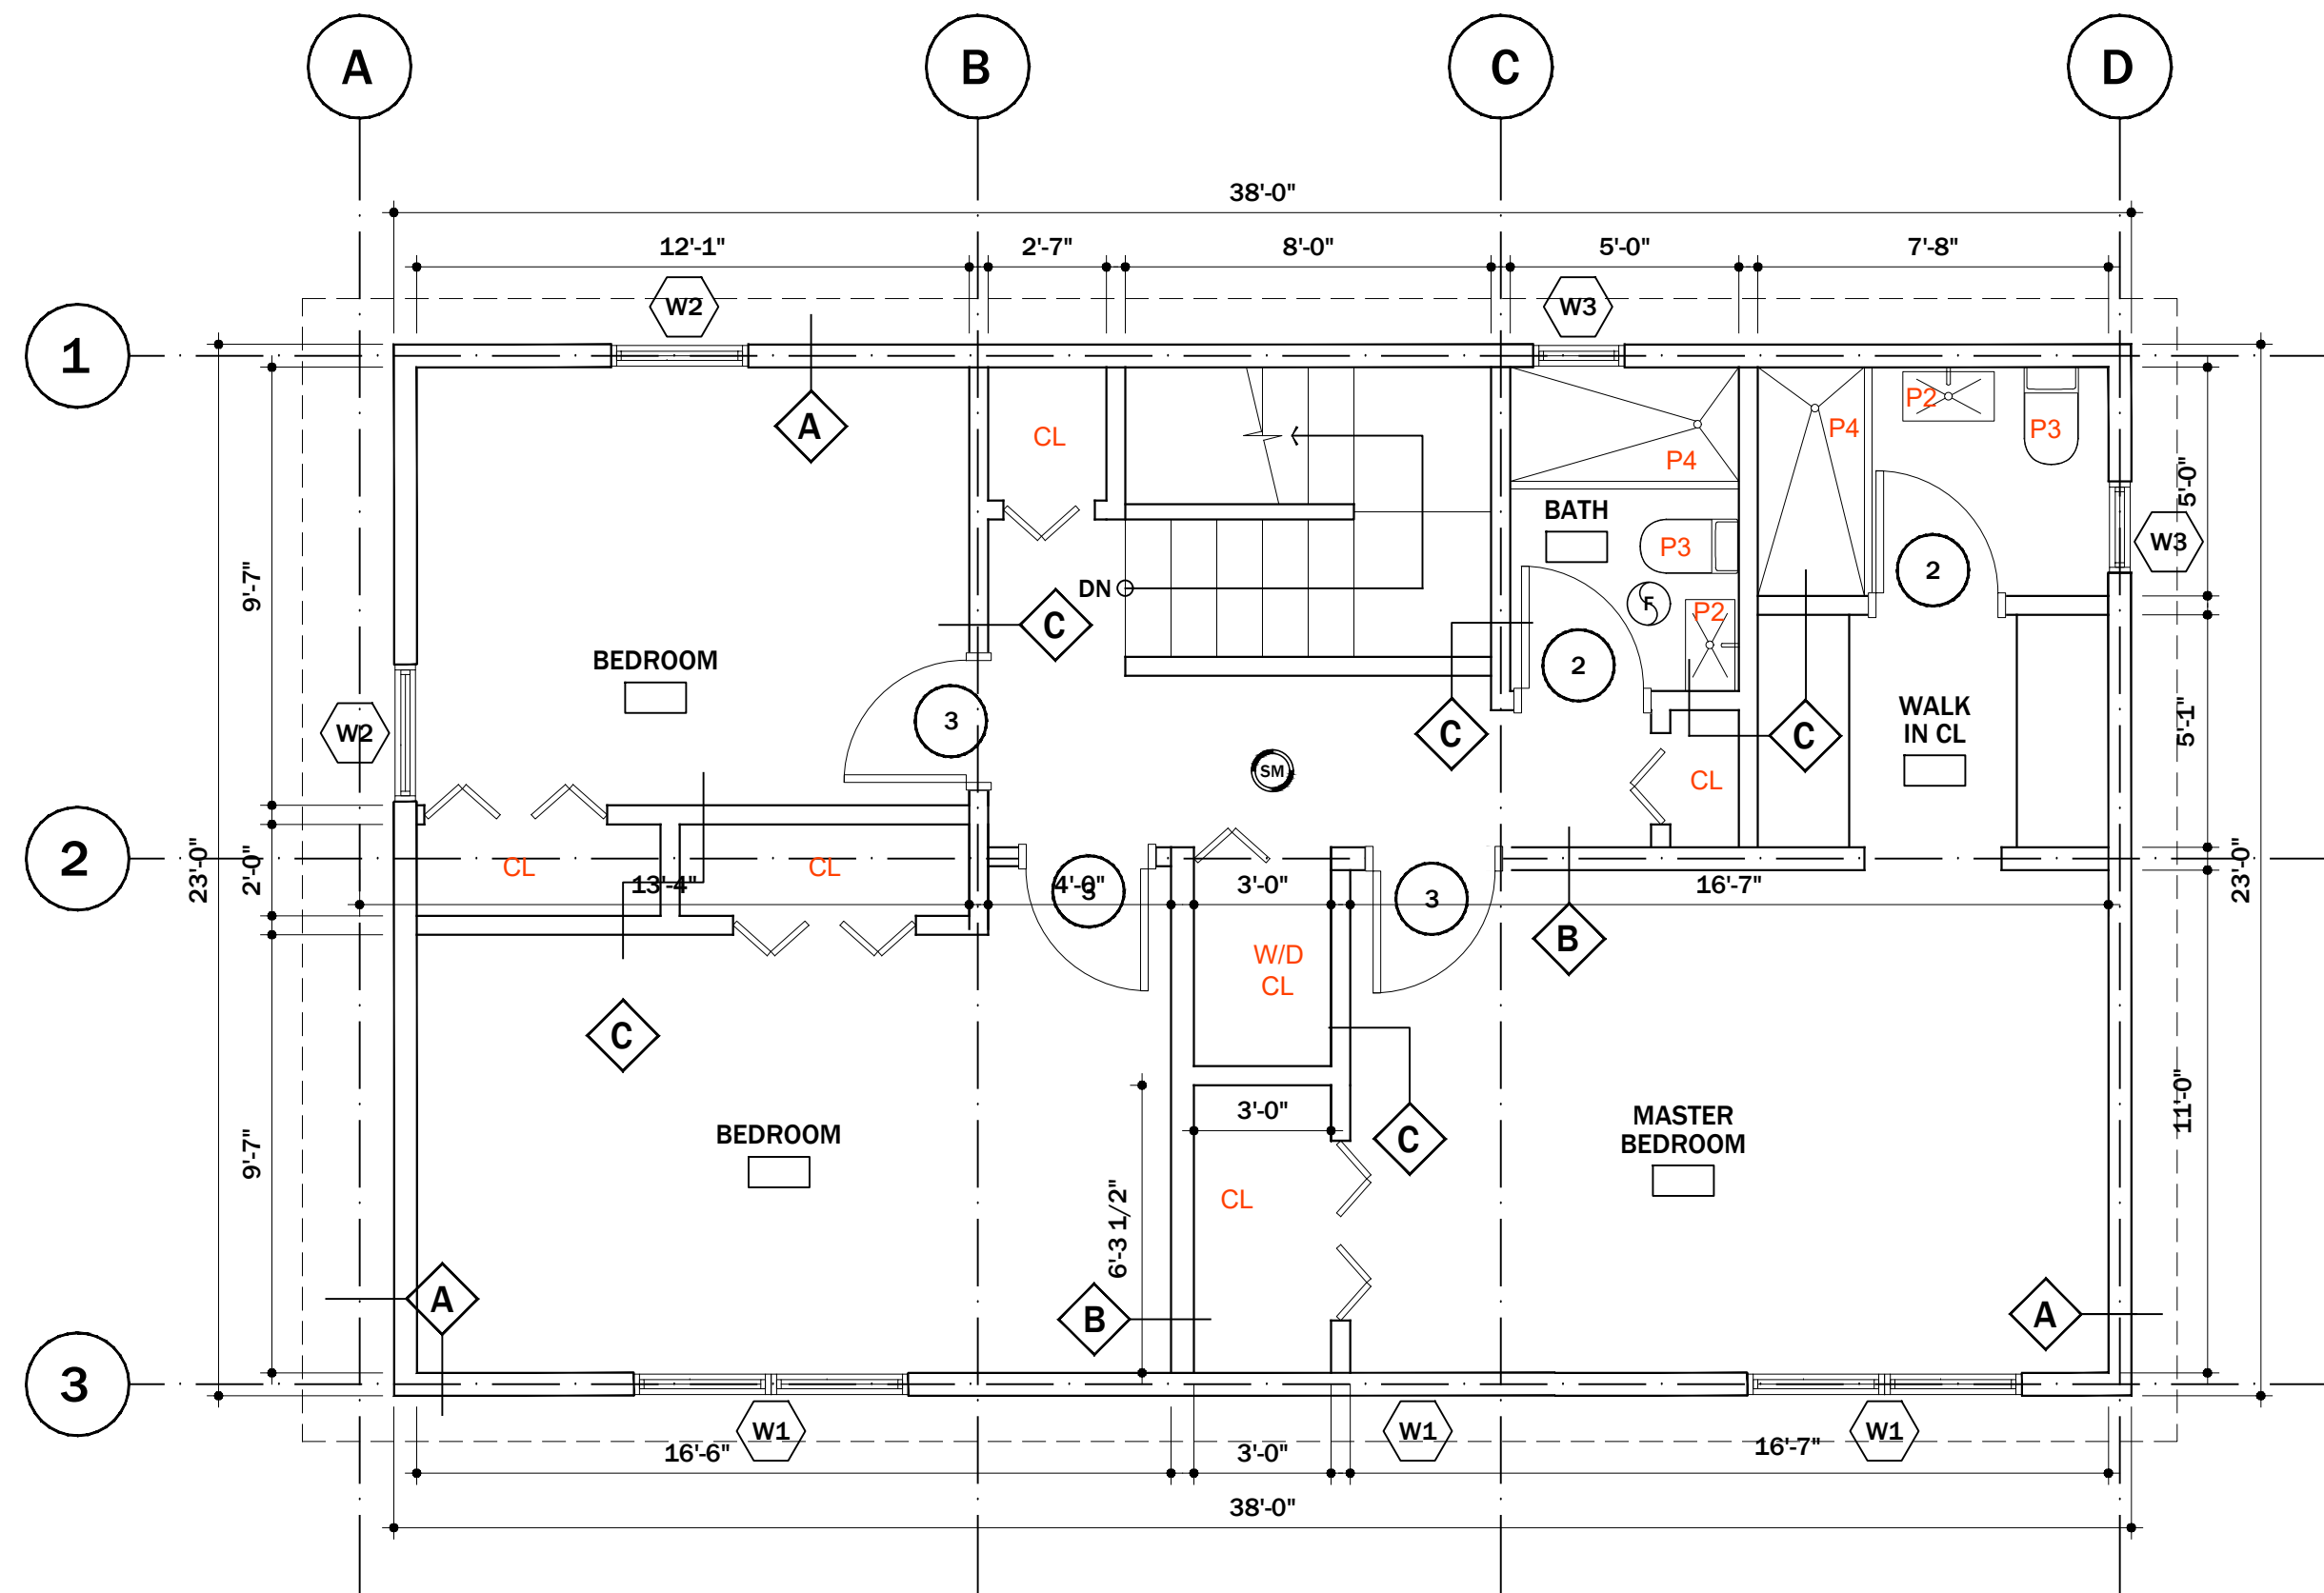 A
B
C
D
38'-0"
12'-1"
2'-7"
8'-0"
5'-0"
7'-8"
W2
W3
1
A
CL
P4
P2
P4
P3
5'-0"
BATH
P3
W3
2
9'-7"
DN
C
F
P2
2
BEDROOM
3
W2
C
C
WALK
IN CL
5'-1"
SM
CL
2
23'-0"
2'-0"
CL
CL
13'-4"
4'-0"
3
3'-0"
3
16'-7"
23'-0"
B
W/D
CL
C
3'-0"
C
MASTER
BEDROOM
11'-0"
BEDROOM
9'-7"
CL
6'-3 1/2"
A
B
A
3
W1
W1
W1
16'-6"
3'-0"
16'-7"
38'-0"